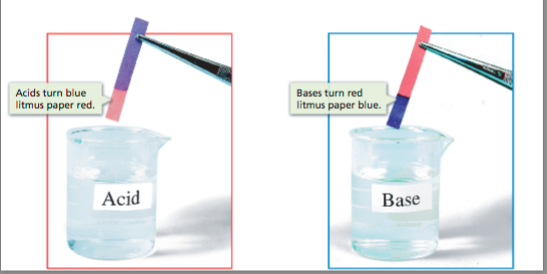 Acids turn blue
litmus paper red.
Acid
Bases turn red
litmus paper blue.
Base